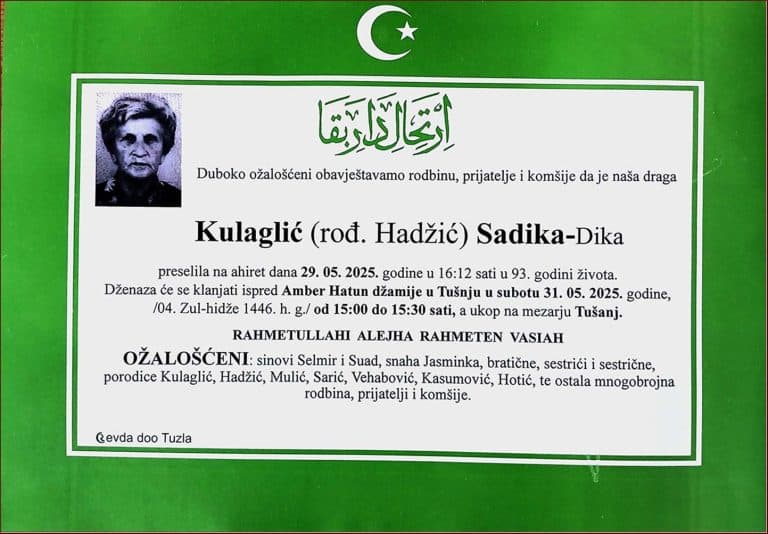 اِرْتِحَالِ دَارِ بَقَا
Duboko ožalošćeni obavještavamo rodbinu, prijatelje i komšije da je naša draga
Kulaglić (rođ. Hadžić) Sadika-Dika
preselila na ahiret dana 29. 05. 2025. godine u 16:12 sati u 93. godini života.
Dženaza će se klanjati ispred Amber Hatun džamije u Tušnju u subotu 31. 05. 2025. godine,
/04. Zul-hidže 1446. h. g./ od 15:00 do 15:30 sati, a ukop na mezarju Tušanj.
RAHMETULLAHI ALEJHA RAHMETEN VASIAH
OŽALOŠĆENI: sinovi Selmir i Suad, snaha Jasminka, bratične, sestrići i sestrične,
porodice Kulaglić, Hadžić, Mulić, Sarić, Vehabović, Kasumović, Hotić, te ostala mnogobrojna
rodbina, prijatelji i komšije.
evda doo Tuzla